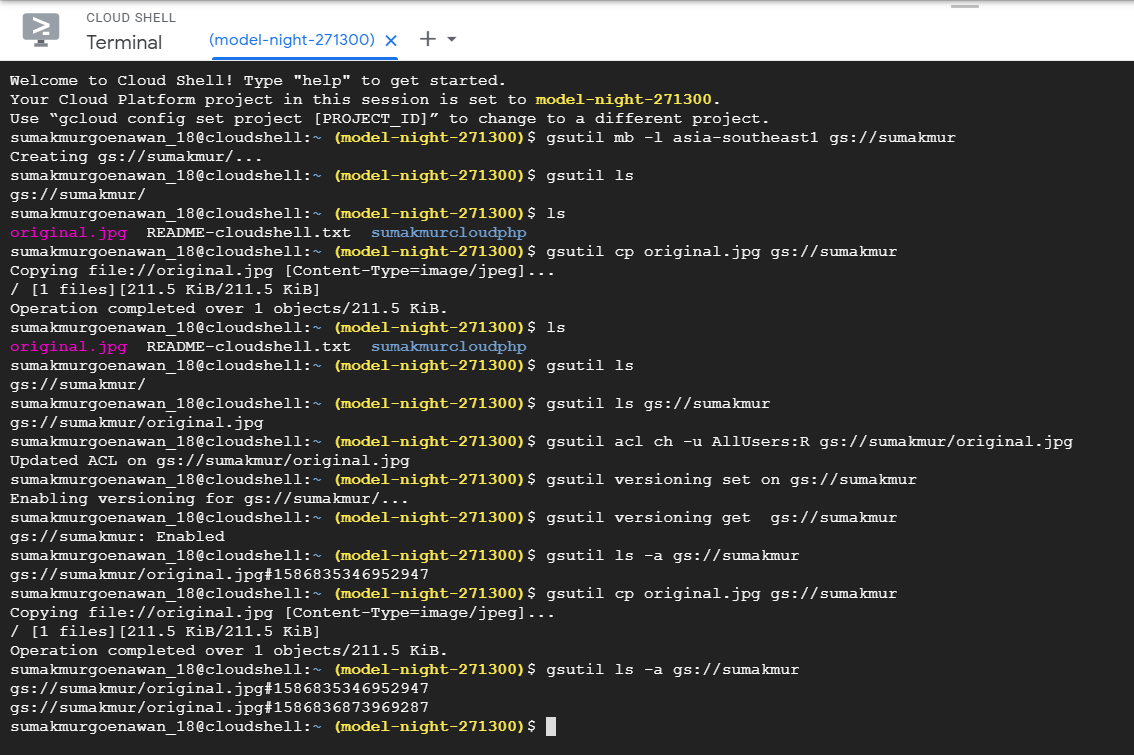 CLOUD SHELL
Terminal
(model-night-271300)
Welcome to Cloud Shell! Type "help" to get started.
Your Cloud Platform project in this session is set to model-night-271300.
Use “gcloud config set project [PROJECT_ID]” to change to a different project.
sumakmurgoenawan_18@cloudshell:~ (model-night-271300)$ gsutil mb -l asia-southeast1 gs://sumakmur
Creating gs://sumakmur/...
sumakmurgoenawan_18@cloudshell:~ (model-night-271300)$ gsutil ls
gs://sumakmur/
sumakmurgoenawan_18@cloudshell:~ (model-night-271300)$ ls
original.jpg  README-cloudshell.txt  sumakmurcloudphp
sumakmurgoenawan_18@cloudshell:~ (model-night-271300)$ gsutil cp original.jpg gs://sumakmur
Copying file://original.jpg [Content-Type=image/jpeg]...
/ [1 files][211.5 KiB/211.5 KiB]
Operation completed over 1 objects/211.5 KiB.
sumakmurgoenawan_18@cloudshell:~ (model-night-271300)$ ls
original.jpg  README-cloudshell.txt  sumakmurcloudphp
sumakmurgoenawan_18@cloudshell:~ (model-night-271300)$ gsutil ls
gs://sumakmur/
sumakmurgoenawan_18@cloudshell:~ (model-night-271300)$ gsutil ls gs://sumakmur
gs://sumakmur/original.jpg
sumakmurgoenawan_18@cloudshell:~ (model-night-271300)$ gsutil acl ch -u AllUsers:R gs://sumakmur/original.jpg
Updated ACL on gs://sumakmur/original.jpg
sumakmurgoenawan_18@cloudshell:~ (model-night-271300)$ gsutil versioning set on gs://sumakmur
Enabling versioning for gs://sumakmur/...
sumakmurgoenawan_18@cloudshell:~ (model-night-271300)$ gsutil versioning get  gs://sumakmur
gs://sumakmur: Enabled
sumakmurgoenawan_18@cloudshell:~ (model-night-271300)$ gsutil ls -a gs://sumakmur
gs://sumakmur/original.jpg#1586835346952947
sumakmurgoenawan_18@cloudshell:~ (model-night-271300)$ gsutil cp original.jpg gs://sumakmur
Copying file://original.jpg [Content-Type=image/jpeg]...
/ [1 files][211.5 KiB/211.5 KiB]
Operation completed over 1 objects/211.5 KiB.
sumakmurgoenawan_18@cloudshell:~ (model-night-271300)$ gsutil ls -a gs://sumakmur
gs://sumakmur/original.jpg#1586835346952947
gs://sumakmur/original.jpg#1586836873969287
sumakmurgoenawan_18@cloudshell:~ (model-night-271300)$